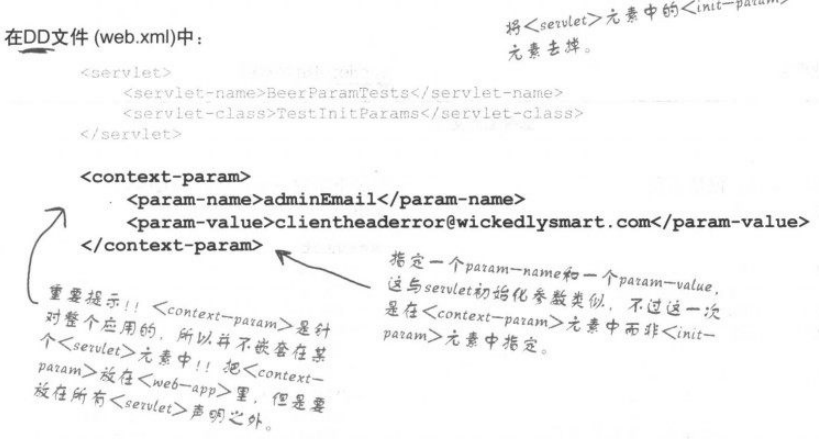 将<servlet>元素中的<init-param>
元素去掉。
在DD文件 (web.xml)中：
<servlet>
<servlet-name>BeerParamTests</servlet-name>
<servlet-class>TestInitParams</servlet-class>
</servlet>
<context-param>
<param-name>adminEmail</param-name>
<param-value>clientheaderror@wickedlysmart.com</param-value>
</context-param>
重要提示!! <context-param>是针
对整个应用的，所以并不嵌套在某
个<servlet>元素中!! 把<context-
param>放在<web-app>里，但是要
放在所有<servlet>声明之外。
指定一个param-name和一个param-value，
这与servlet初始化参数类似，不过这一次
是在<context-param>元素中而非<init-
param>元素中指定。